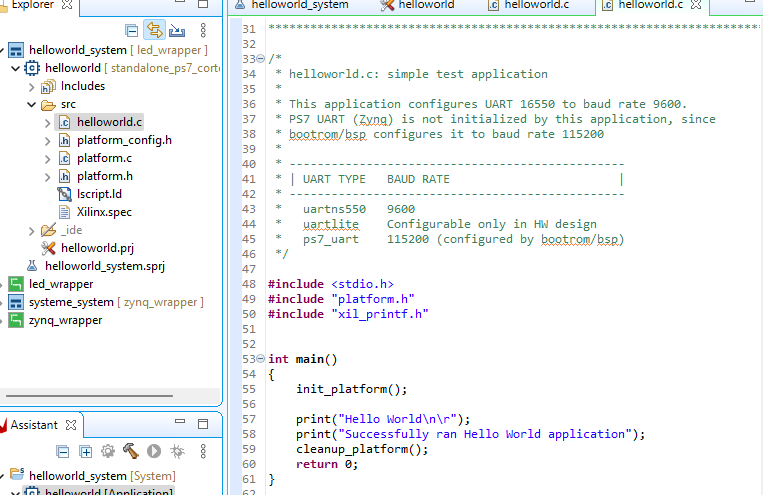 Explorer
helloworld_system [ led_wrapper ]
helloworld [ standalone_ps7_corte
Includes
src
helloworld.c
platform_config.h
platform.c
platform.h
lscript.ld
Xilinx.spec
_ide
helloworld.prj
helloworld_system.sprj
led_wrapper
systeme_system [ zynq_wrapper ]
zynq_wrapper
Assistant
helloworld_system [System]
helloworld [Application]
helloworld_system
helloworld
helloworld.c
helloworld.c
31 ******************************************************************************
32
33 /*
34  * helloworld.c: simple test application
35  *
36  * This application configures UART 16550 to baud rate 9600.
37  * PS7 UART (Zynq) is not initialized by this application, since
38  * bootrom/bsp configures it to baud rate 115200
39  *
40  * ------------------------------------------------
41  * | UART TYPE   BAUD RATE                        |
42  * ------------------------------------------------
43  *   uartns550   9600
44  *   uartlite    Configurable only in HW design
45  *   ps7_uart    115200 (configured by bootrom/bsp)
46  */
47
48 #include <stdio.h>
49 #include "platform.h"
50 #include "xil_printf.h"
51
52
53 int main()
54 {
55     init_platform();
56
57     print("Hello World\n\r");
58     print("Successfully ran Hello World application");
59     cleanup_platform();
60     return 0;
61 }
62